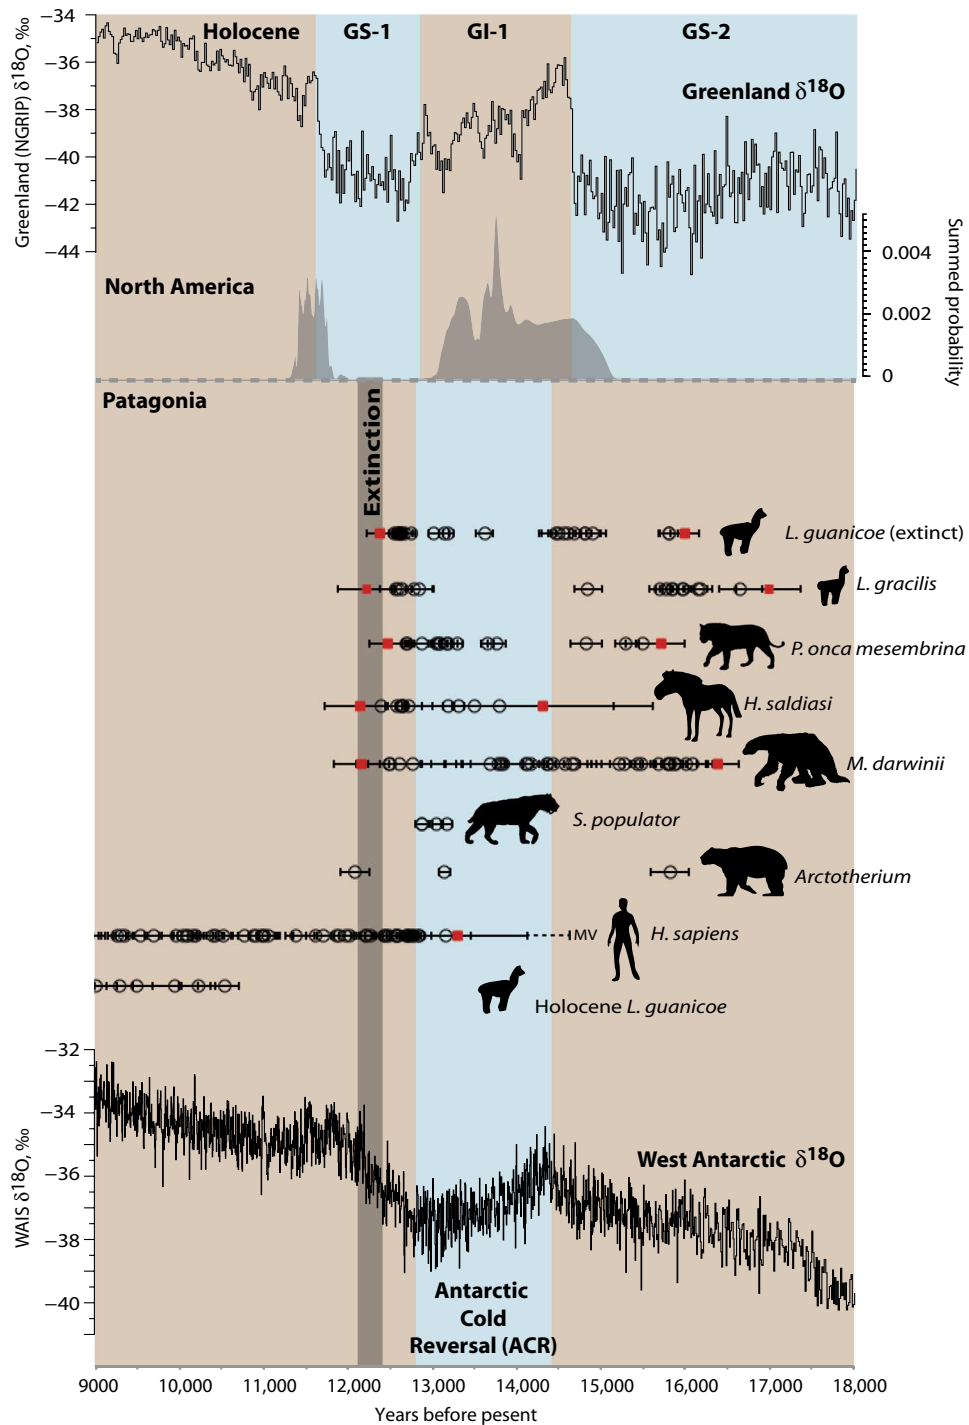 −34
−36
−38
−40
−42
−44
Greenland (NGRIP) δ18O, ‰
Holocene
GS-1
GI-1
GS-2
Greenland δ18O
0.004
0.002
0
Summed probability
North America
Patagonia
Extinction
L. guanicoe (extinct)
L. gracilis
P. onca mesembrina
H. saldiasi
M. darwinii
S. populator
Arctotherium
MV
H. sapiens
Holocene L. guanicoe
−32
−34
−36
−38
−40
WAIS δ18O, ‰
West Antarctic δ18O
Antarctic
Cold
Reversal (ACR)
9000 10,000 11,000 12,000 13,000 14,000 15,000 16,000 17,000 18,000
Years before pesent